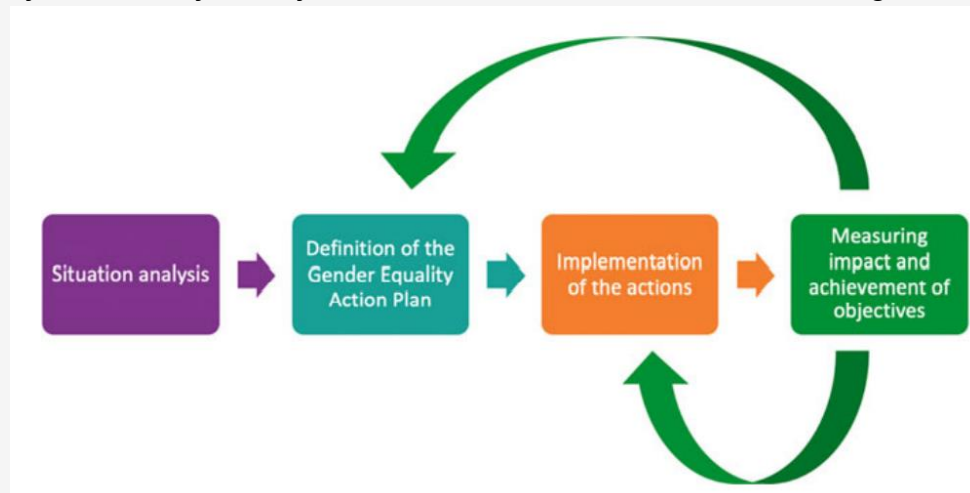 Situation analysis
Definition of the
Gender Equality
Action Plan
Implementation
of the actions
Measuring
impact and
achievement of
objectives